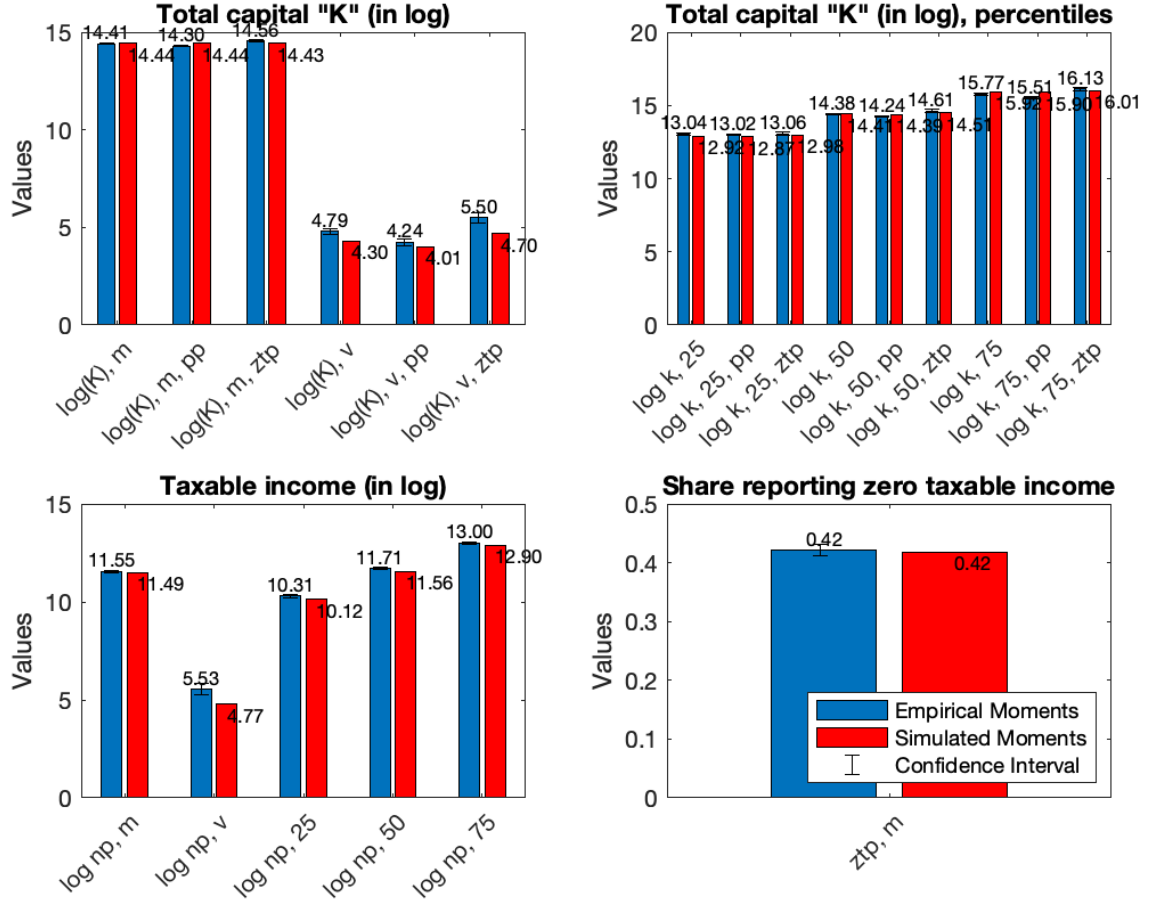 Total capital "K" (in log)
Values
15
10
5
0
14.41
14.44
14.30
14.44
14.56
14.43
4.79
4.30
4.24
4.01
5.50
4.70
log(K), m
log(K), m, pp
log(K), m, ztp
log(K), v
log(K), v, pp
log(K), v, ztp
Total capital "K" (in log), percentiles
Values
20
15
10
5
0
13.04
12.92
13.02
12.87
13.06
12.98
14.38
14.41
14.24
14.39
14.61
14.51
15.77
15.92
15.51
15.90
16.13
16.01
log k, 25
log k, 25, pp
log k, 25, ztp
log k, 50
log k, 50, pp
log k, 50, ztp
log k, 75
log k, 75, pp
log k, 75, ztp
Taxable income (in log)
Values
15
10
5
0
11.55
11.49
5.53
4.77
10.31
10.12
11.71
11.56
13.00
12.90
log np, m
log np, v
log np, 25
log np, 50
log np, 75
Share reporting zero taxable income
Values
0.5
0.4
0.3
0.2
0.1
0
0.42
0.42
Empirical Moments
Simulated Moments
Confidence Interval
ztp, m